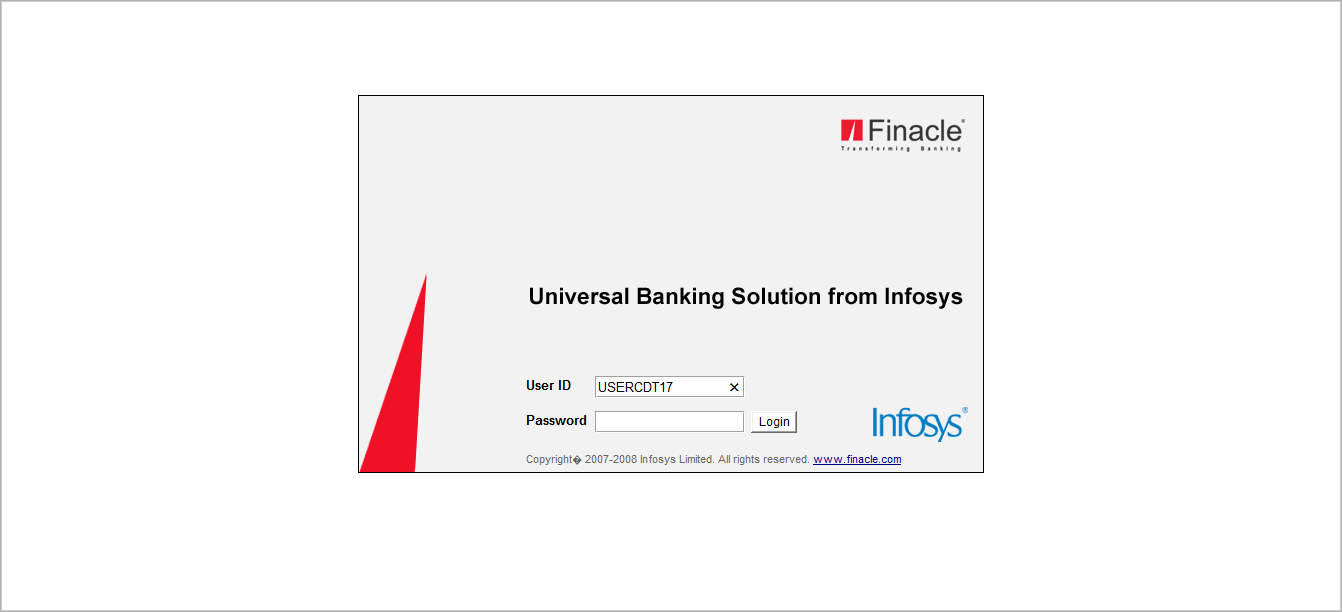 Finacle®
Transforming Banking
Universal Banking Solution from Infosys
User ID USERCDT17 ✕
Password Login
Infosys®
Copyright� 2007-2008 Infosys Limited. All rights reserved. www.finacle.com